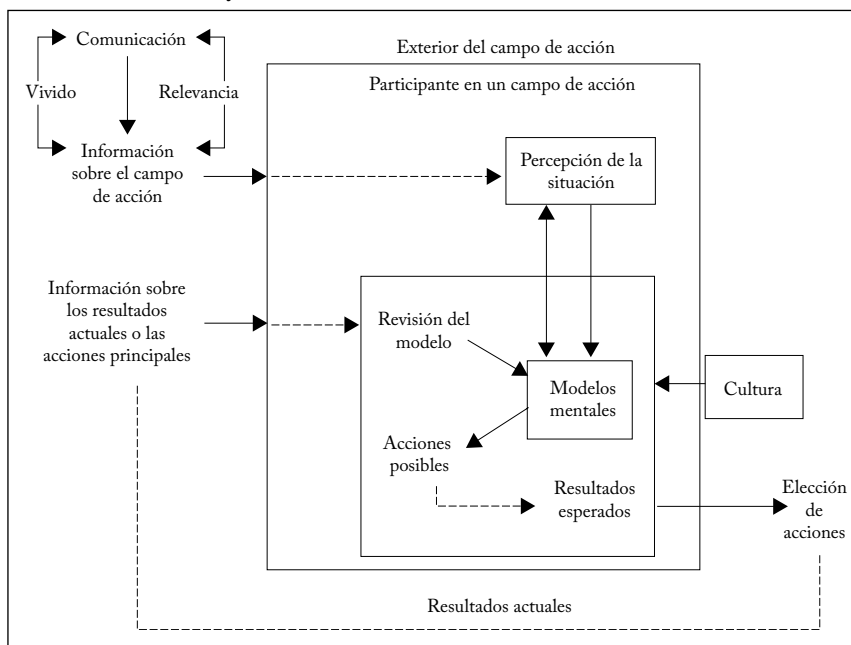 Comunicación
Vivido
Relevancia
Información
sobre el campo
de acción
Exterior del campo de acción
Participante en un campo de acción
Percepción de la
situación
Información sobre
los resultados
actuales o las
acciones principales
Revisión del
modelo
Modelos
mentales
Cultura
Acciones
posibles
Resultados
esperados
Elección
de
acciones
Resultados actuales